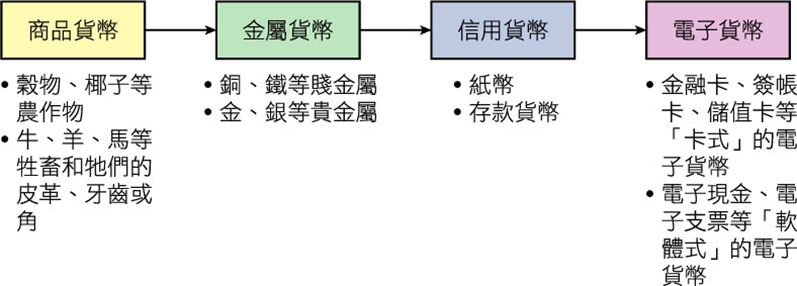 商品貨幣
金屬貨幣
信用貨幣
電子貨幣
• 穀物、椰子等
農作物
• 牛、羊、馬等
牲畜和牠們的
皮革、牙齒或
角
• 銅、鐵等賤金屬
• 金、銀等貴金屬
• 紙幣
• 存款貨幣
• 金融卡、簽帳
卡、儲值卡等
「卡式」的電
子貨幣
• 電子現金、電
子支票等「軟
體式」的電子
貨幣